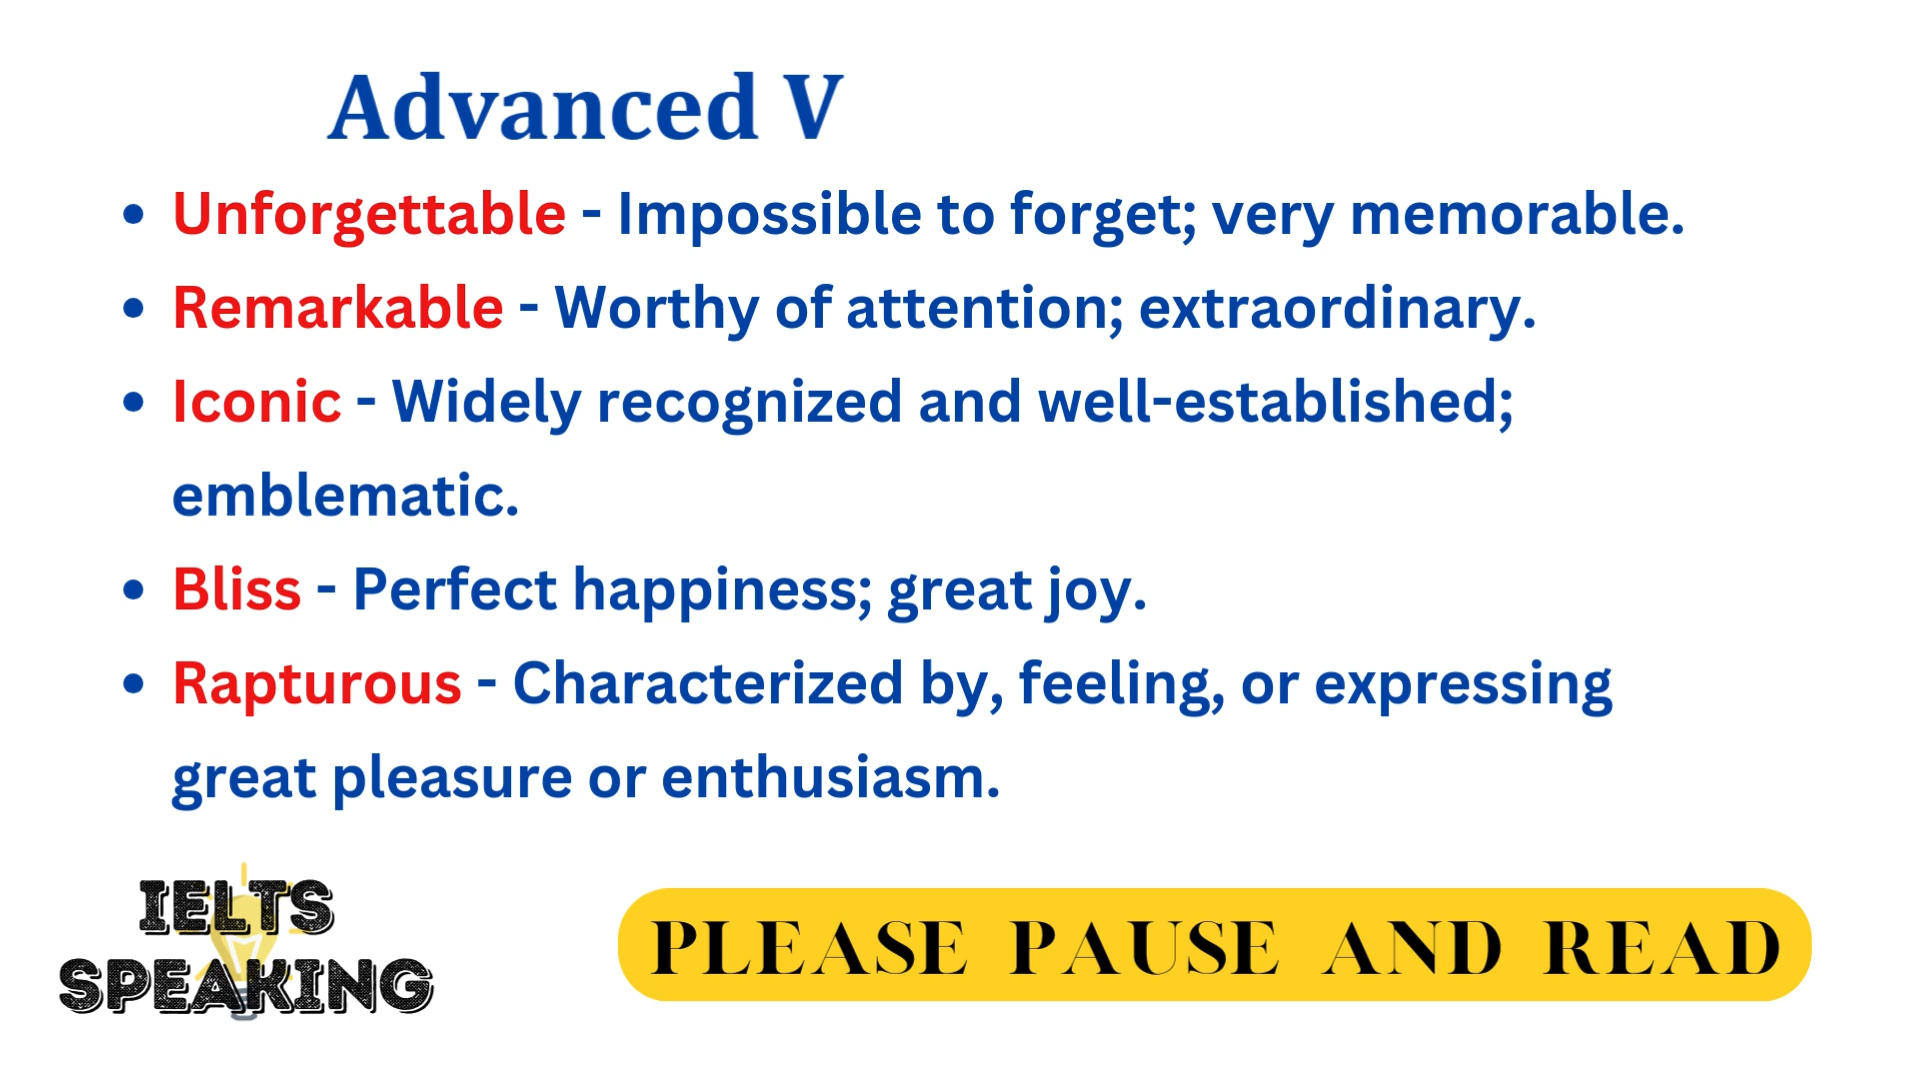 Advanced V
• Unforgettable - Impossible to forget; very memorable.
• Remarkable - Worthy of attention; extraordinary.
• Iconic - Widely recognized and well-established;
emblematic.
• Bliss - Perfect happiness; great joy.
• Rapturous - Characterized by, feeling, or expressing
great pleasure or enthusiasm.
IELTS
SPEAKING
PLEASE PAUSE AND READ